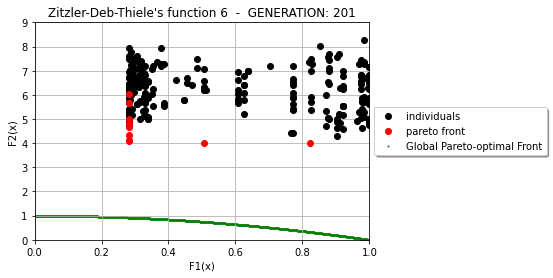 Zitzler-Deb-Thiele's function 6 - GENERATION: 201
F2(x)
9
8
7
6
5
4
3
2
1
0
0.0 0.2 0.4 0.6 0.8 1.0
F1(x)
individuals
pareto front
Global Pareto-optimal Front